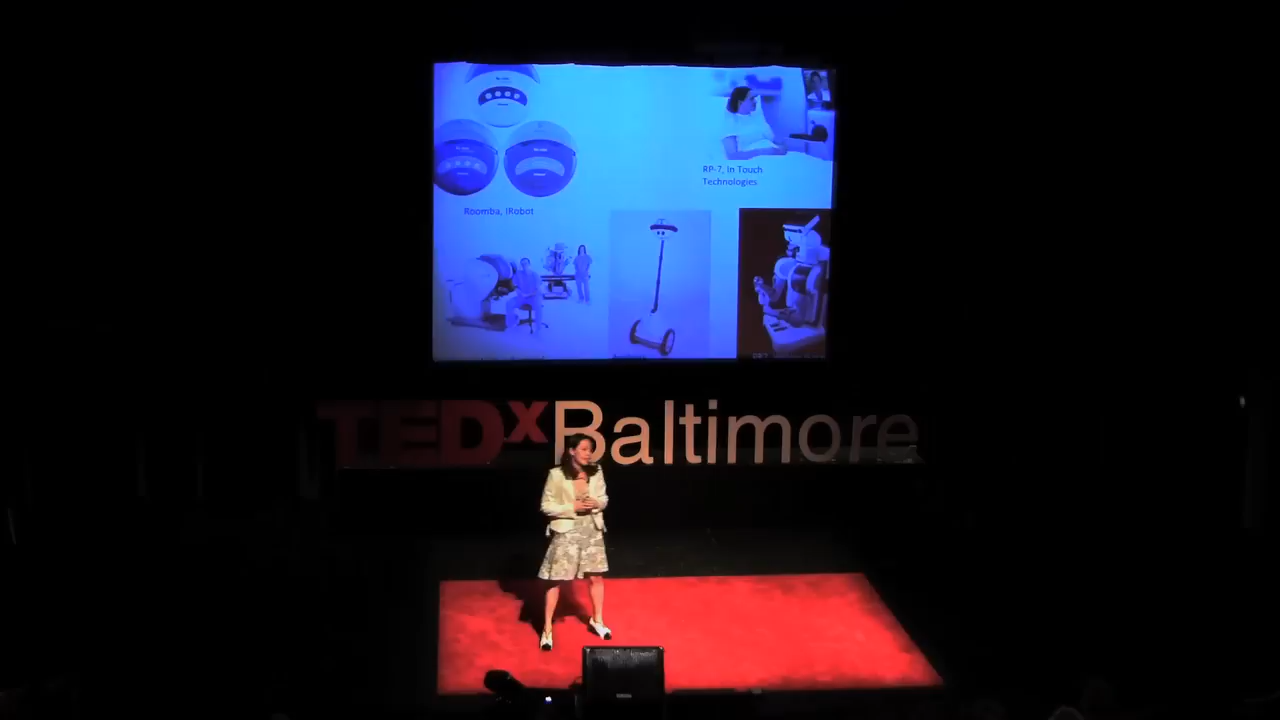 RP-7, In Touch
Technologies
Roomba, IRobot
TEDxBaltimore